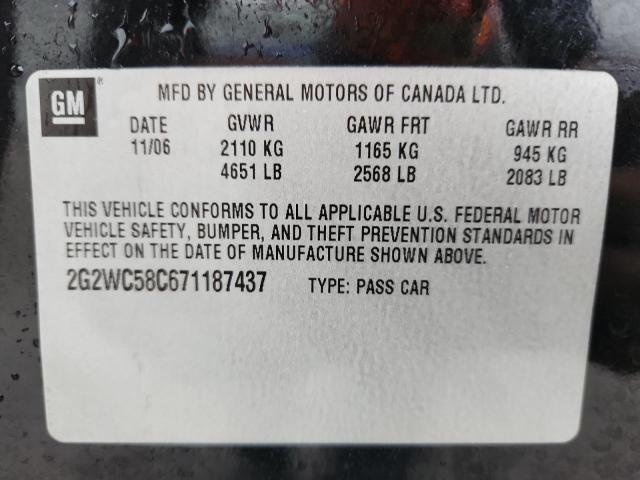 GM®
MFD BY GENERAL MOTORS OF CANADA LTD.
DATE GVWR GAWR FRT GAWR RR
11/06 2110 KG 1165 KG 945 KG
4651 LB 2568 LB 2083 LB
THIS VEHICLE CONFORMS TO ALL APPLICABLE U.S. FEDERAL MOTOR
VEHICLE SAFETY, BUMPER, AND THEFT PREVENTION STANDARDS IN
EFFECT ON THE DATE OF MANUFACTURE SHOWN ABOVE.
2G2WC58C671187437 TYPE: PASS CAR